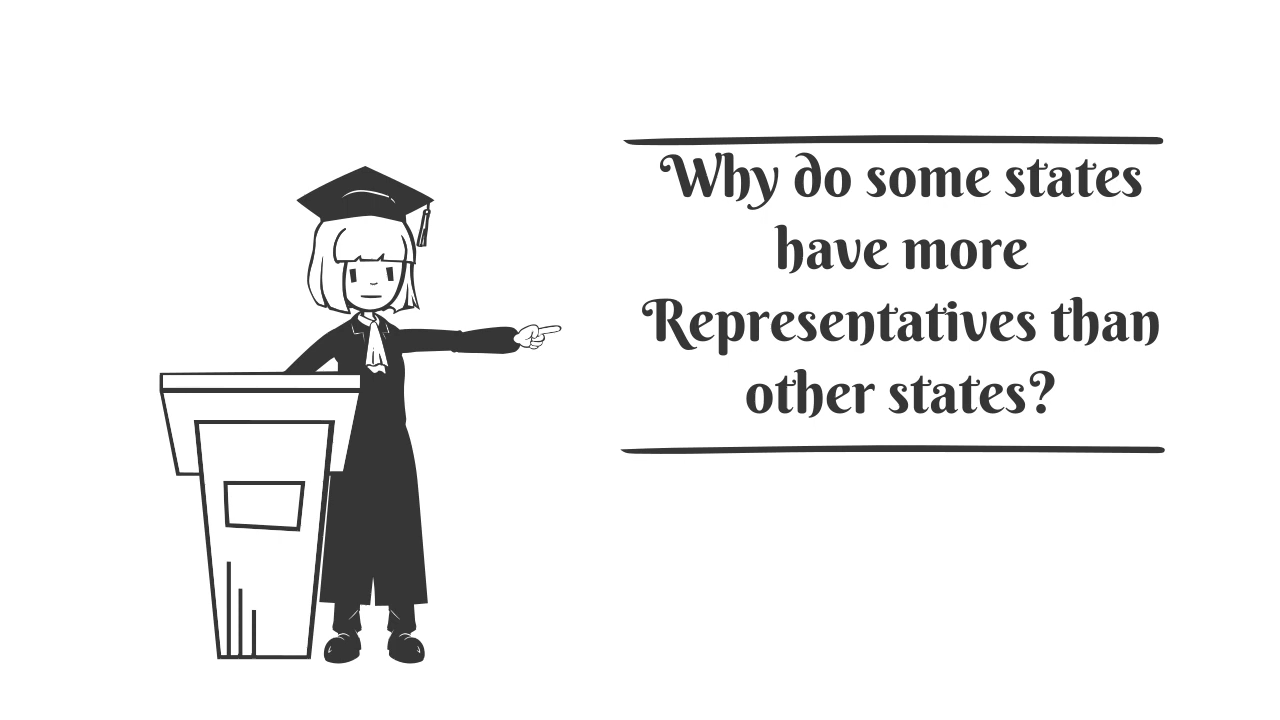 Why do some states
have more
Representatives than
other states?